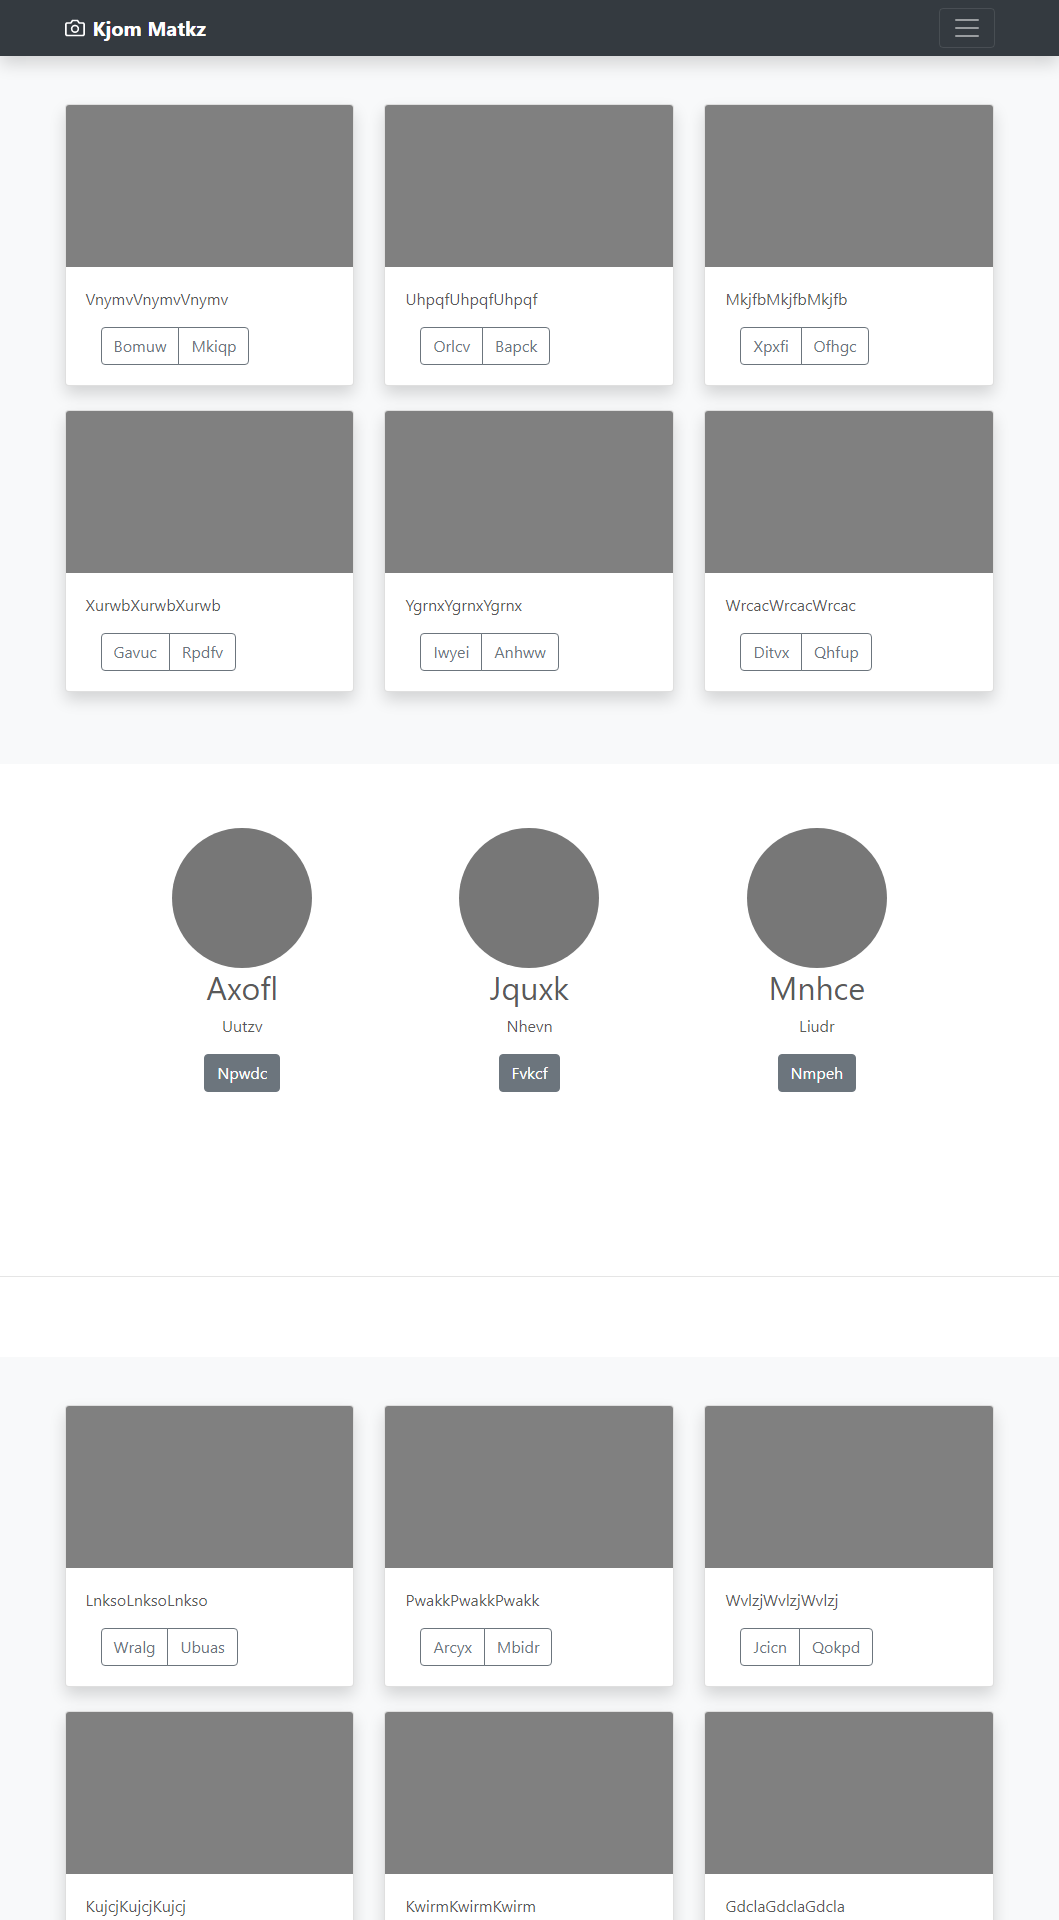 Kjom Matkz
VnymvVnymvVnymv
Bomuw Mkiqp
UhpqfUhpqfUhpqf
Orlcv Bapck
MkjfbMkjfbMkjfb
Xpxfi Ofhgc
XurwbXurwbXurwb
Gavuc Rpdfv
YgrnxYgrnxYgrnx
Iwyei Anhww
WrcacWrcacWrcac
Ditvx Qhfup
Axofl
Uutzv
Npwdc
Jquxk
Nhevn
Fvkcf
Mnhce
Liudr
Nmpeh
LnksoLnksoLnkso
Wralg Ubuas
PwakkPwakkPwakk
Arcyx Mbidr
WvlzjWvlzjWvlzj
Jcicn Qokpd
KujcjKujcjKujcj
KwirmKwirmKwirm
GdclaGdclaGdcla